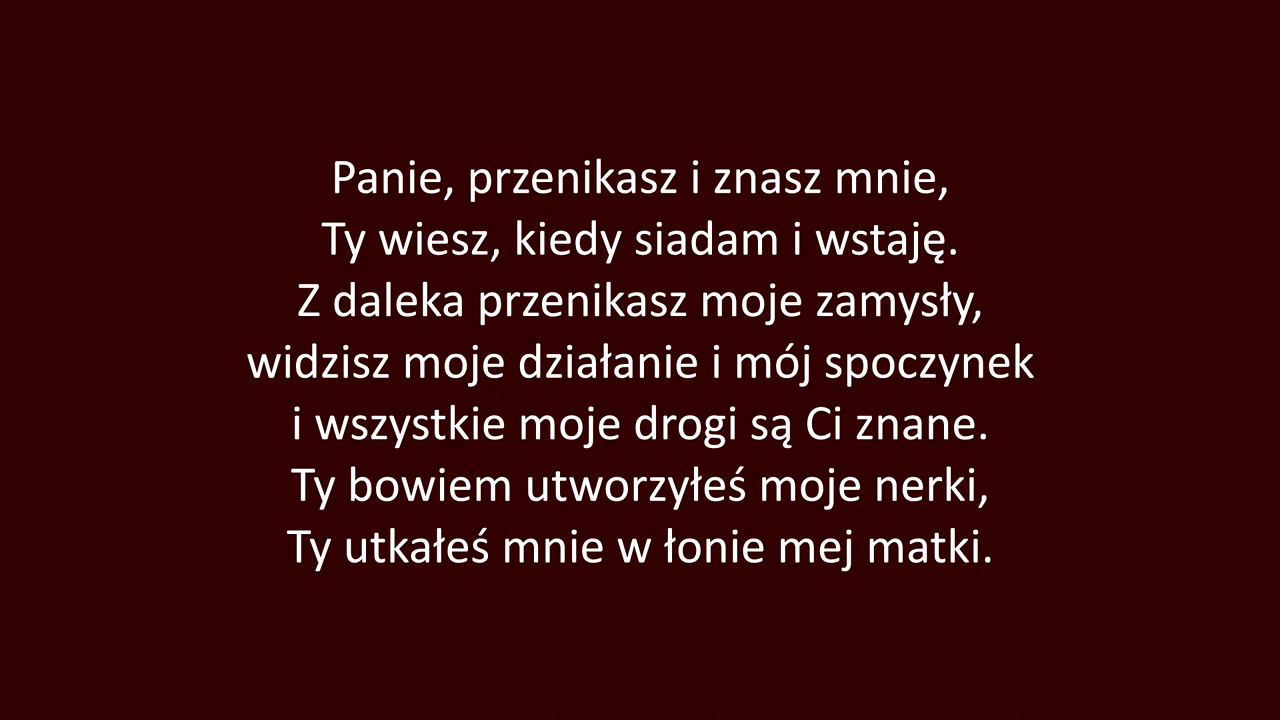 Panie, przenikasz i znasz mnie,
Ty wiesz, kiedy siadam i wstaję.
Z daleka przenikasz moje zamysły,
widzisz moje działanie i mój spoczynek
i wszystkie moje drogi są Ci znane.
Ty bowiem utworzyłeś moje nerki,
Ty utkałeś mnie w łonie mej matki.